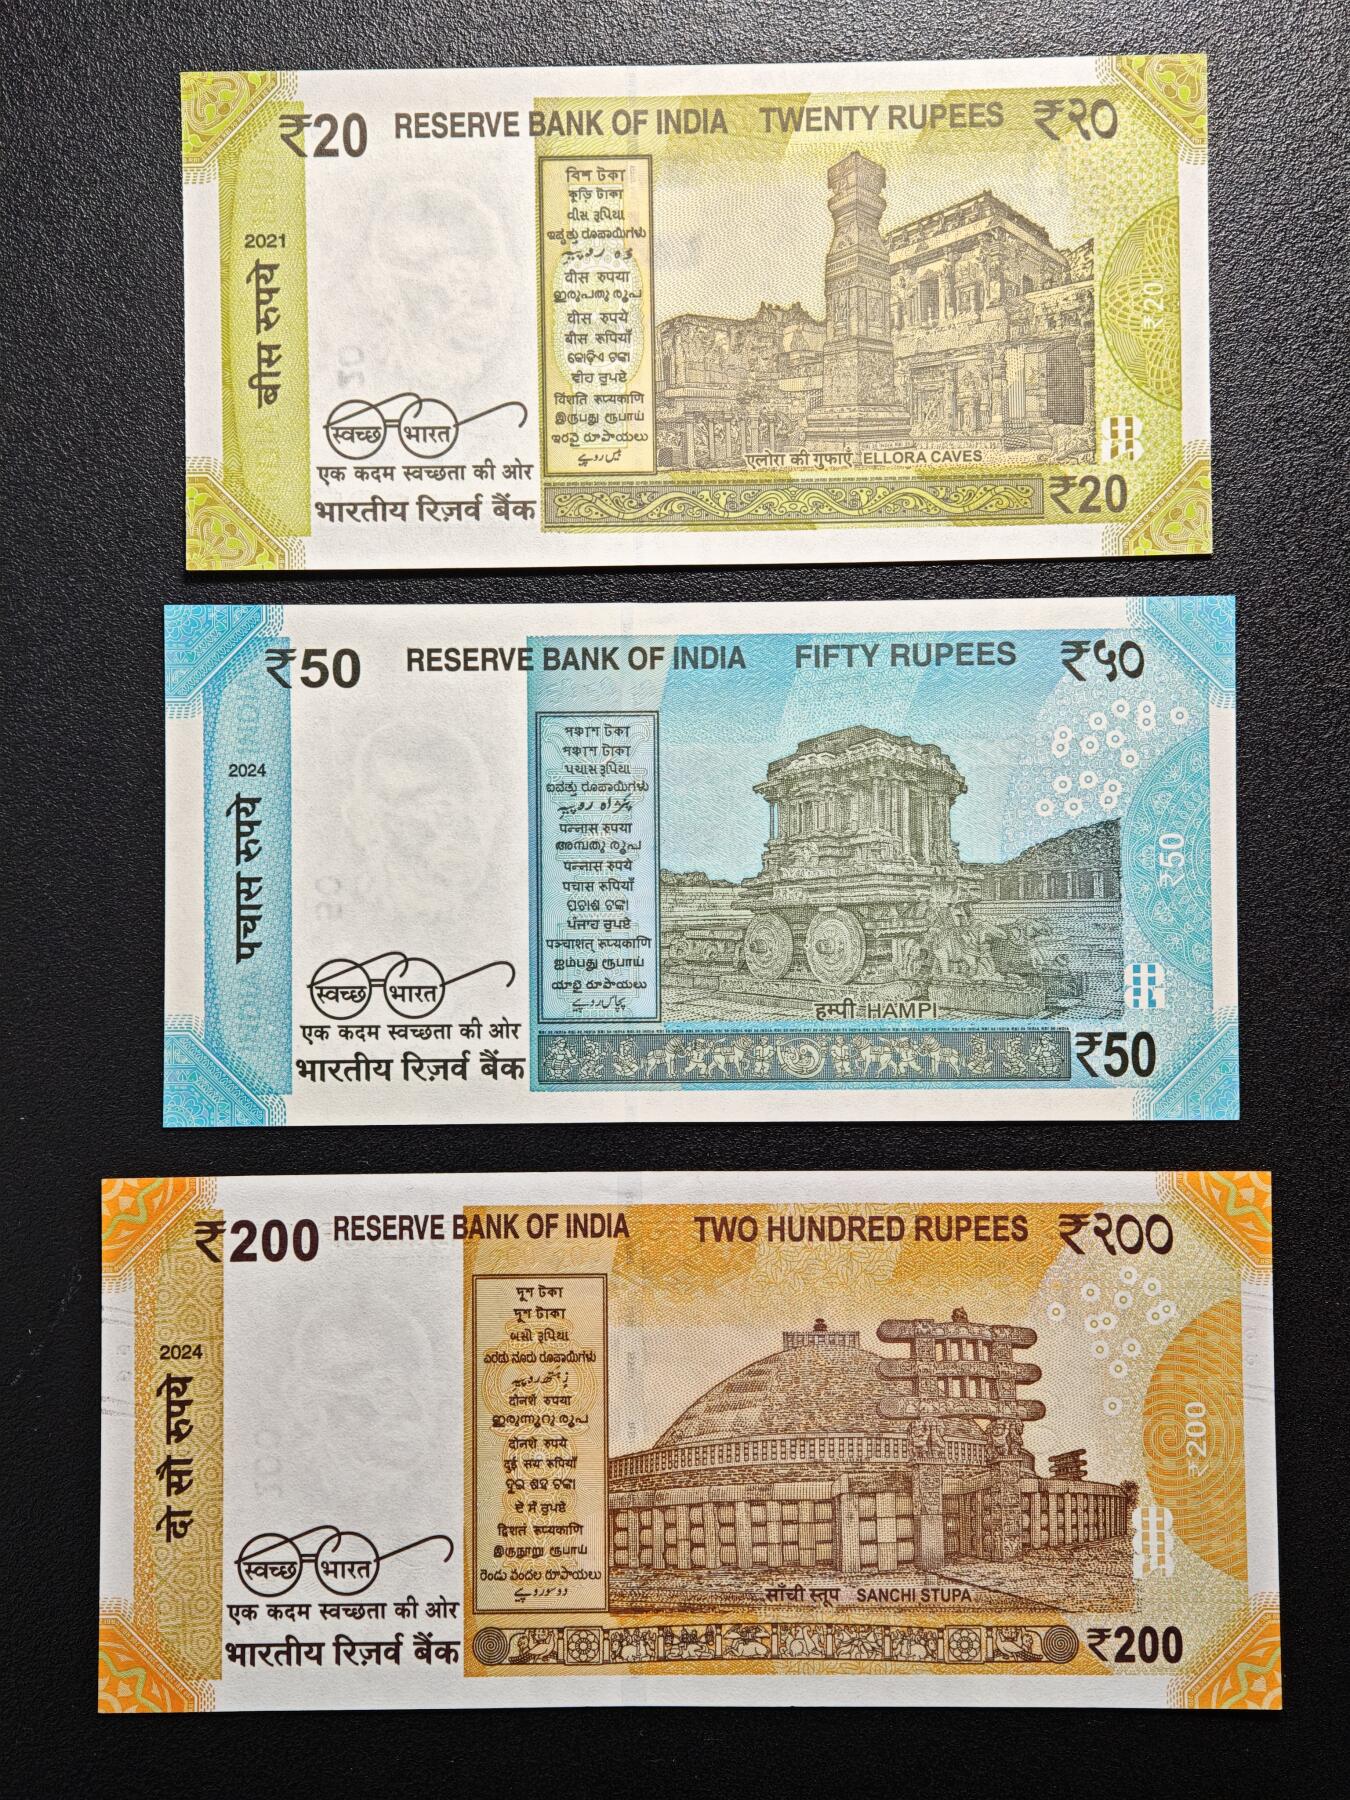 ₹20 RESERVE BANK OF INDIA TWENTY RUPEES ₹२०
2021
बीस रुपये
বিশ টকা
কুড়ি টাকা
વીસ રૂપિયા
ಇಪ್ಪತ್ತು ರೂಪಾಯಿಗಳು
वीस रुपया
ഇരുപതു രൂപ
वीस रुपये
बीस रुपियाँ
କୋଡ଼ିଏ ଟଙ୍କା
ਵੀਹ ਰੁਪਏ
विंशति रूप्यकाणि
இருபது ரூபாய்
ఇరవై రూపాయలు
بیس روپے
₹20
स्वच्छ भारत
एक कदम स्वच्छता की ओर
भारतीय रिज़र्व बैंक
एलोरा की गुफाएँ ELLORA CAVES
₹20
₹50 RESERVE BANK OF INDIA FIFTY RUPEES ₹५०
2024
पचास रुपये
পঞ্চাশ টকা
পঞ্চাশ টাকা
પચાસ રૂપિયા
ಐವತ್ತು ರೂಪಾಯಿಗಳು
पन्नास रुपया
അമ്പതു രൂപ
पन्नास रुपये
पचास रुपियाँ
ପଚାଶ ଟଙ୍କା
ਪੰਜਾਹ ਰੁਪਏ
पञ्चाशत् रूप्यकाणि
ஐம்பது ரூபாய்
యాభై రూపాయలు
پچاس روپے
₹50
स्वच्छ भारत
एक कदम स्वच्छता की ओर
भारतीय रिज़र्व बैंक
हम्पी HAMPI
₹50
₹200 RESERVE BANK OF INDIA TWO HUNDRED RUPEES ₹२००
2024
दो सौ रुपये
দুশ টকা
দুশ টাকা
બસો રૂપિયા
ಎರಡು ನೂರು ರೂಪಾಯಿಗಳು
दोनशें रुपया
ഇരുന്നൂറു രൂപ
दोनशे रुपये
दुई सय रुपियाँ
ଦୁଇ ଶହ ଟଙ୍କା
ਦੋ ਸੌ ਰੁਪਏ
द्विशतं रूप्यकाणि
இருநூறு ரூபாய்
రెండు వందల రూపాయలు
دو سو روپے
₹200
स्वच्छ भारत
एक कदम स्वच्छता की ओर
भारतीय रिज़र्व बैंक
साँची स्तूप SANCHI STUPA
₹200